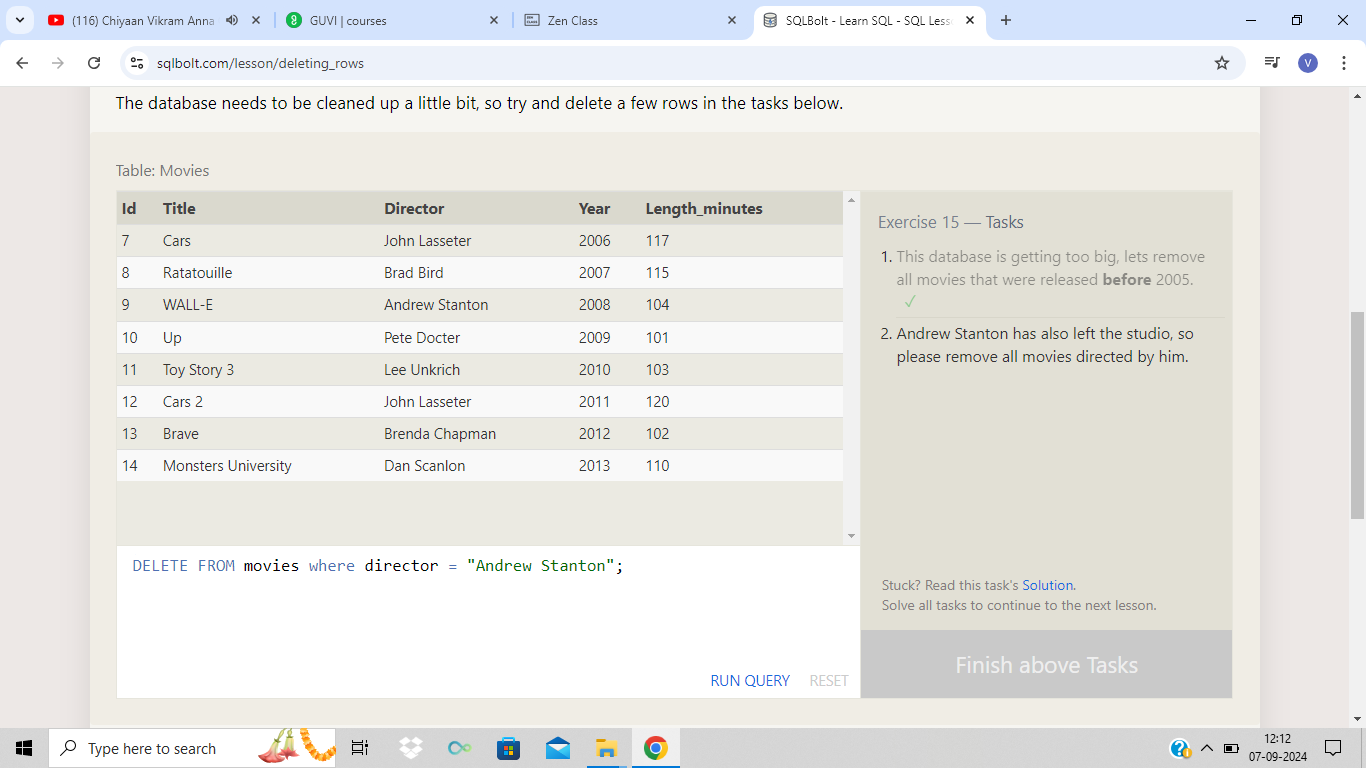 (116) Chiyaan Vikram Anna
GUVI | courses
Zen Class
SQLBolt - Learn SQL - SQL Less
sqlbolt.com/lesson/deleting_rows
V
The database needs to be cleaned up a little bit, so try and delete a few rows in the tasks below.
Table: Movies
Id Title Director Year Length_minutes
7 Cars John Lasseter 2006 117
8 Ratatouille Brad Bird 2007 115
9 WALL-E Andrew Stanton 2008 104
10 Up Pete Docter 2009 101
11 Toy Story 3 Lee Unkrich 2010 103
12 Cars 2 John Lasseter 2011 120
13 Brave Brenda Chapman 2012 102
14 Monsters University Dan Scanlon 2013 110
DELETE FROM movies where director = "Andrew Stanton";
RUN QUERY RESET
Exercise 15 — Tasks
1. This database is getting too big, lets remove
all movies that were released before 2005.
✓
2. Andrew Stanton has also left the studio, so
please remove all movies directed by him.
Stuck? Read this task's Solution.
Solve all tasks to continue to the next lesson.
Finish above Tasks
Type here to search
12:12
07-09-2024